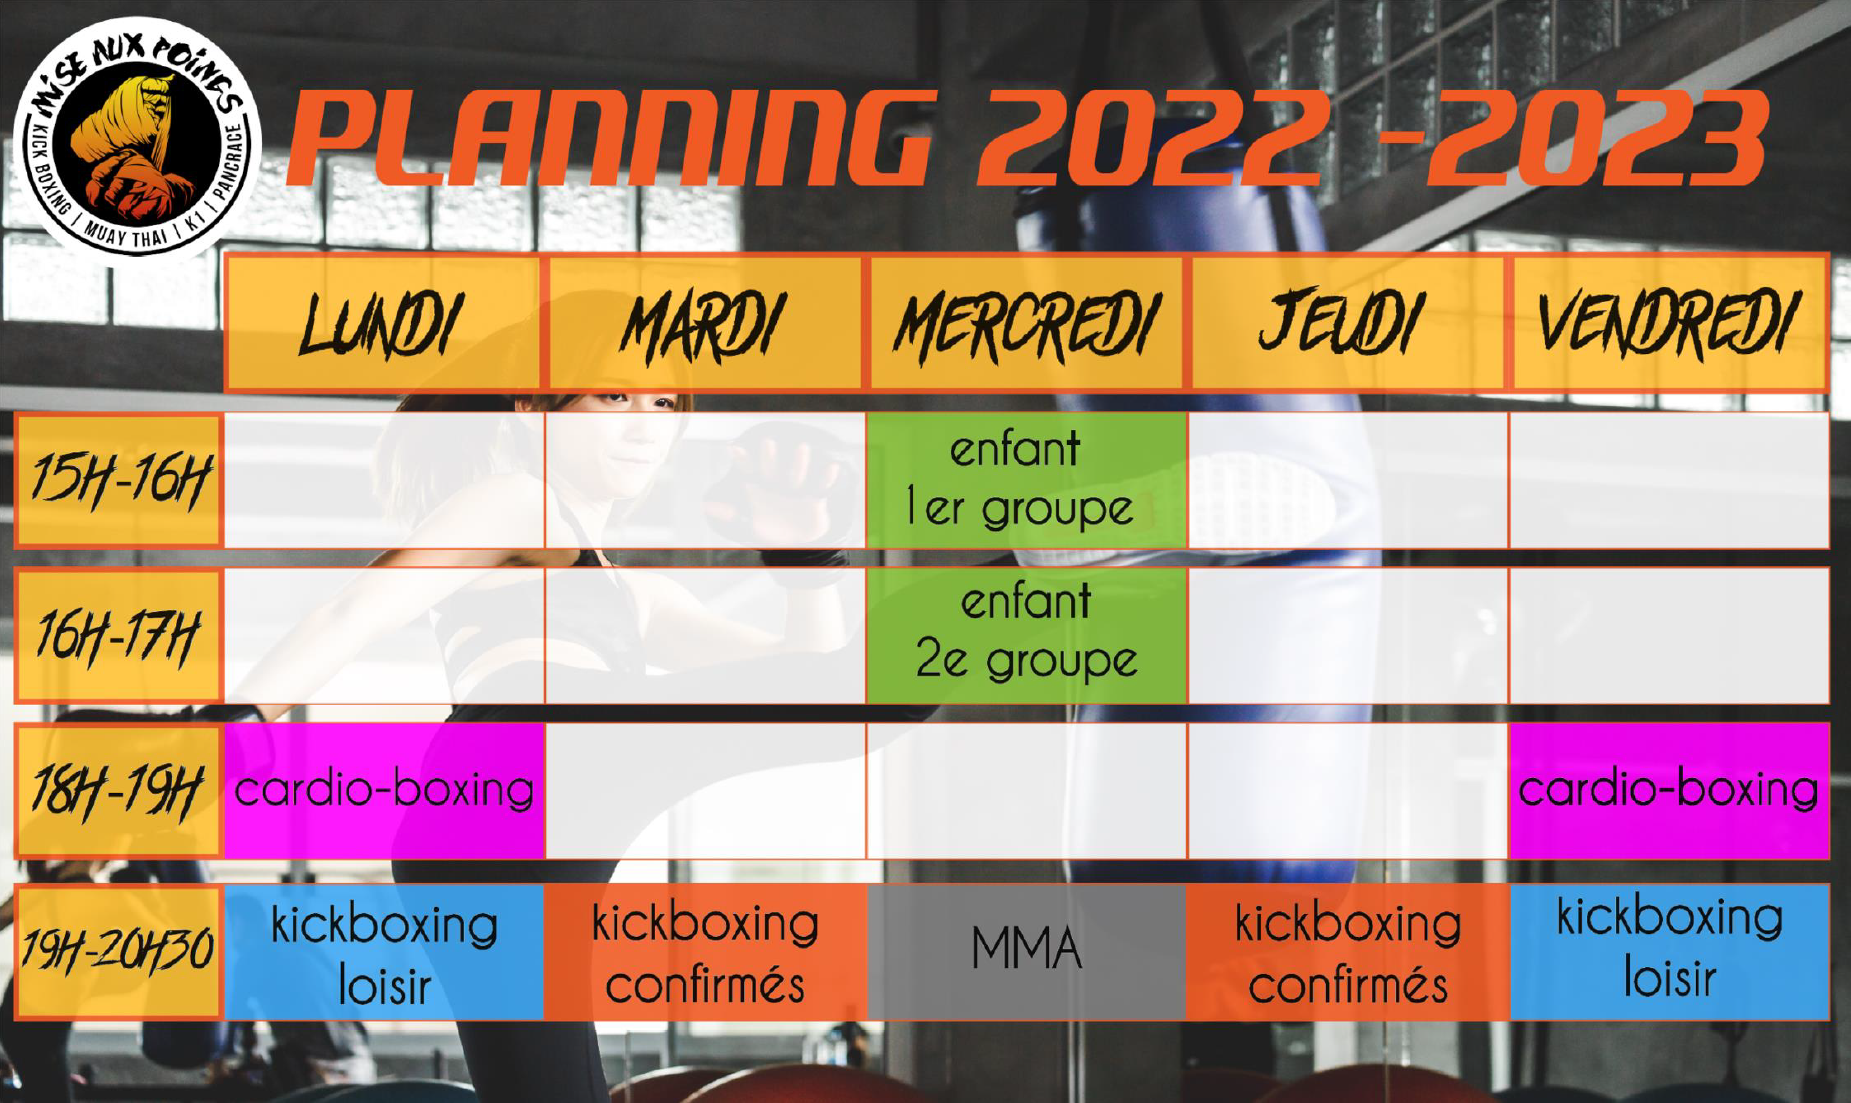 MISE AUX POINGS
KICK BOXING | MUAY THAI | K1 | PANCRACE
PLANNING 2022 -2023
LUNDI MARDI MERCREDI JEUDI VENDREDI
15H-16H
enfant
1er groupe
16H-17H
enfant
2e groupe
18H-19H cardio-boxing cardio-boxing
19H-20H30
kickboxing
loisir
kickboxing
confirmés
MMA
kickboxing
confirmés
kickboxing
loisir